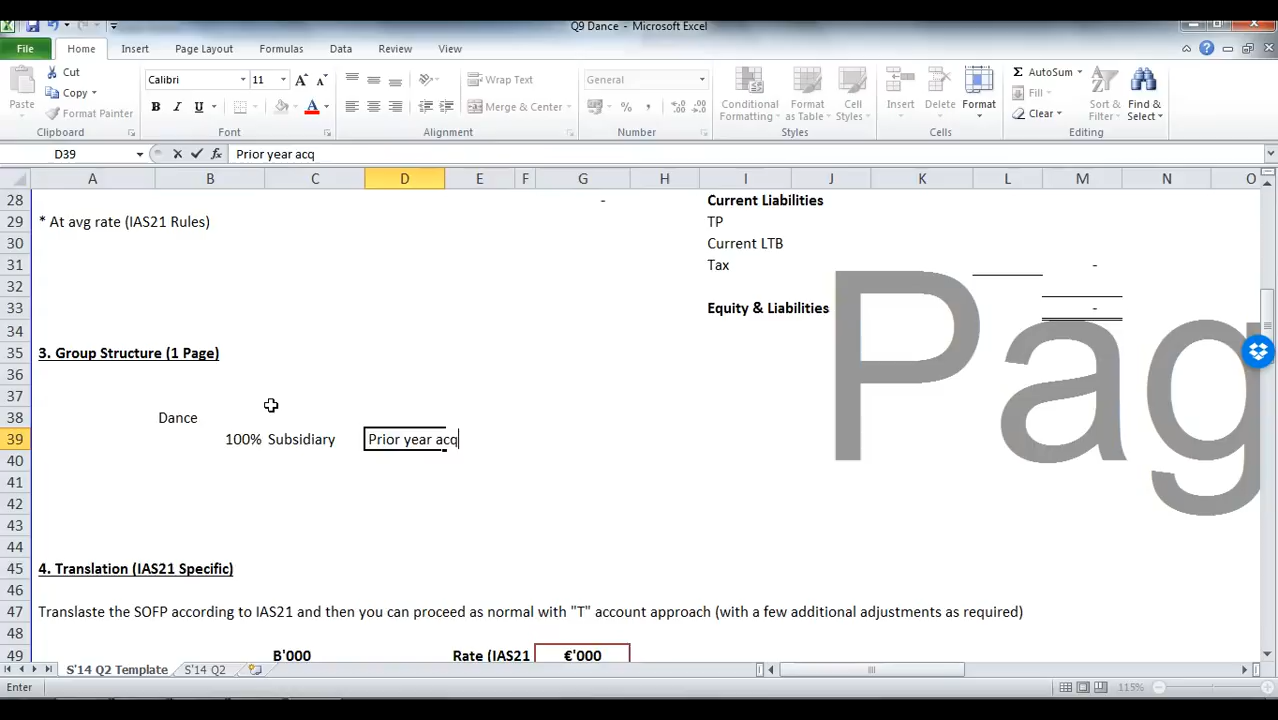 Q9 Dance - Microsoft Excel
File Home Insert Page Layout Formulas Data Review View
Paste
Cut
Copy
Format Painter
Clipboard
Calibri 11
B I U
Font
Wrap Text
Merge & Center
Alignment
General
% ,
Number
Conditional Formatting
Format as Table
Cell Styles
Styles
Insert Delete Format
Cells
AutoSum
Fill
Clear
Sort & Filter
Find & Select
Editing
D39 fx Prior year acq
A B C D E F G H I J K L M N O
28 - Current Liabilities
29 * At avg rate (IAS21 Rules) TP
30 Current LTB
31 Tax -
32
33 Equity & Liabilities -
34
35 3. Group Structure (1 Page)
36
37
38 Dance
39 100% Subsidiary Prior year acq
40
41
42
43
44
45 4. Translation (IAS21 Specific)
46
47 Translaste the SOFP according to IAS21 and then you can proceed as normal with "T" account approach (with a few additional adjustments as required)
48
49 B'000 Rate (IAS21 €'000
Pag
S'14 Q2 Template S'14 Q2
Enter 115%